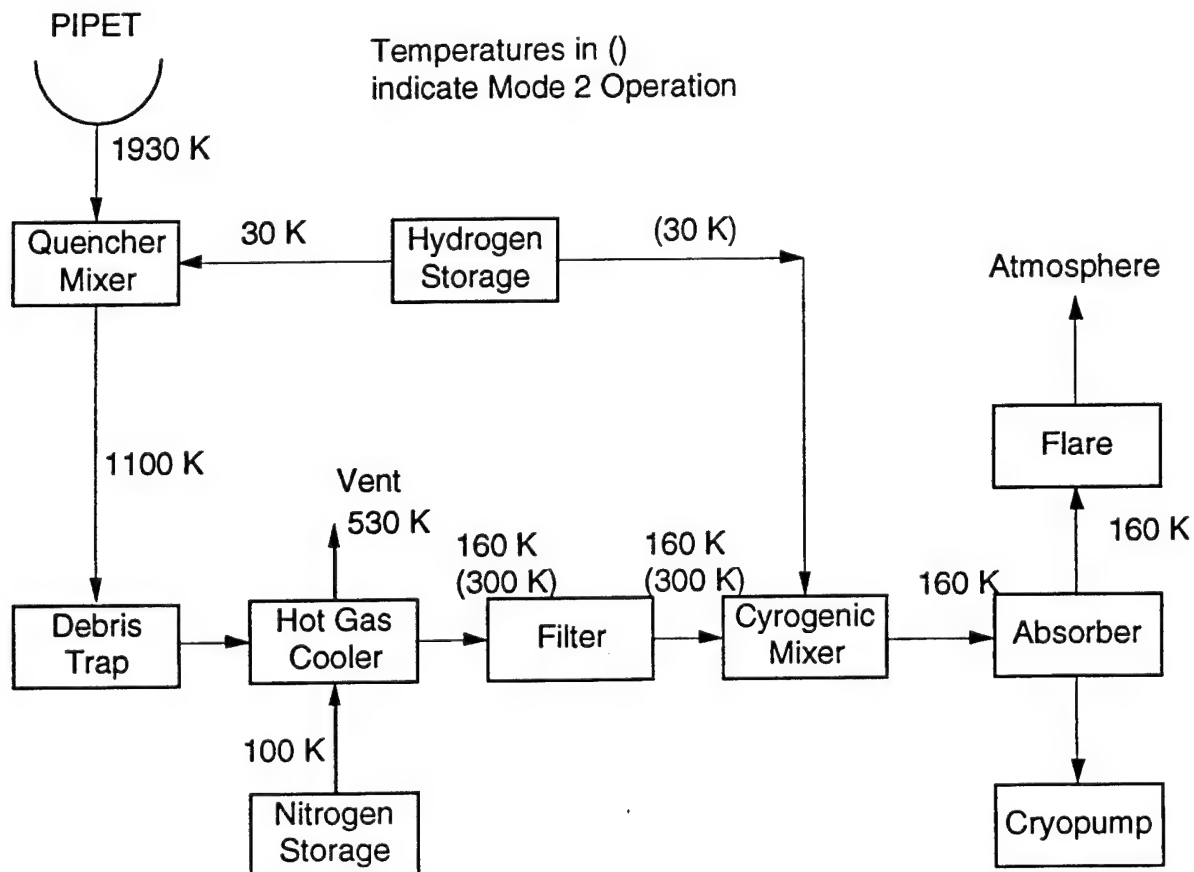 PIPET
Temperatures in ()
indicate Mode 2 Operation
1930 K
Quencher
Mixer
30 K
Hydrogen
Storage
(30 K)
Atmosphere
1100 K
Flare
Vent
530 K
160 K
160 K
(300 K)
160 K
(300 K)
160 K
Debris
Trap
Hot Gas
Cooler
Filter
Cyrogenic
Mixer
Absorber
100 K
Nitrogen
Storage
Cryopump